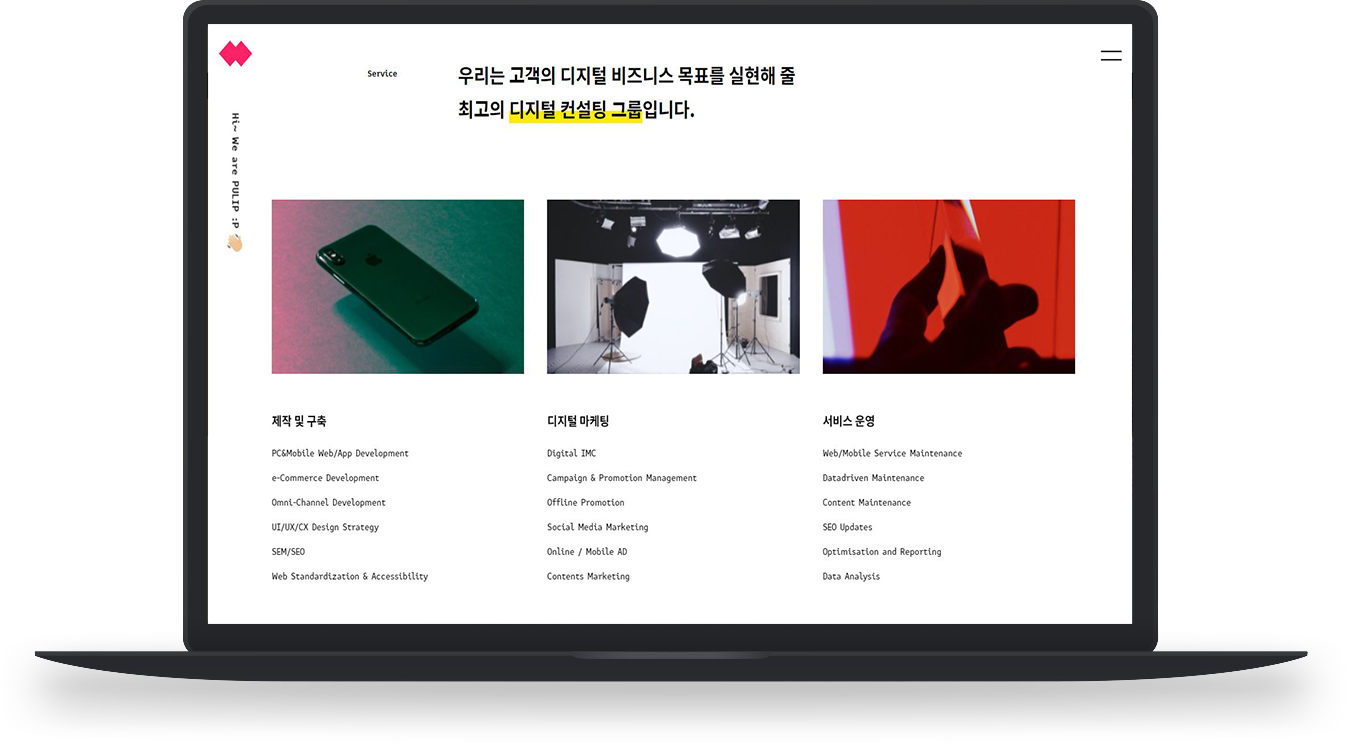 Service
우리는 고객의 디지털 비즈니스 목표를 실현해 줄
최고의 디지털 컨설팅 그룹입니다.
Hi~ We are PULIP :P 👋🏼
제작 및 구축
PC&Mobile Web/App Development
e-Commerce Development
Omni-Channel Development
UI/UX/CX Design Strategy
SEM/SEO
Web Standardization & Accessibility
디지털 마케팅
Digital IMC
Campaign & Promotion Management
Offline Promotion
Social Media Marketing
Online / Mobile AD
Contents Marketing
서비스 운영
Web/Mobile Service Maintenance
Datadriven Maintenance
Content Maintenance
SEO Updates
Optimisation and Reporting
Data Analysis